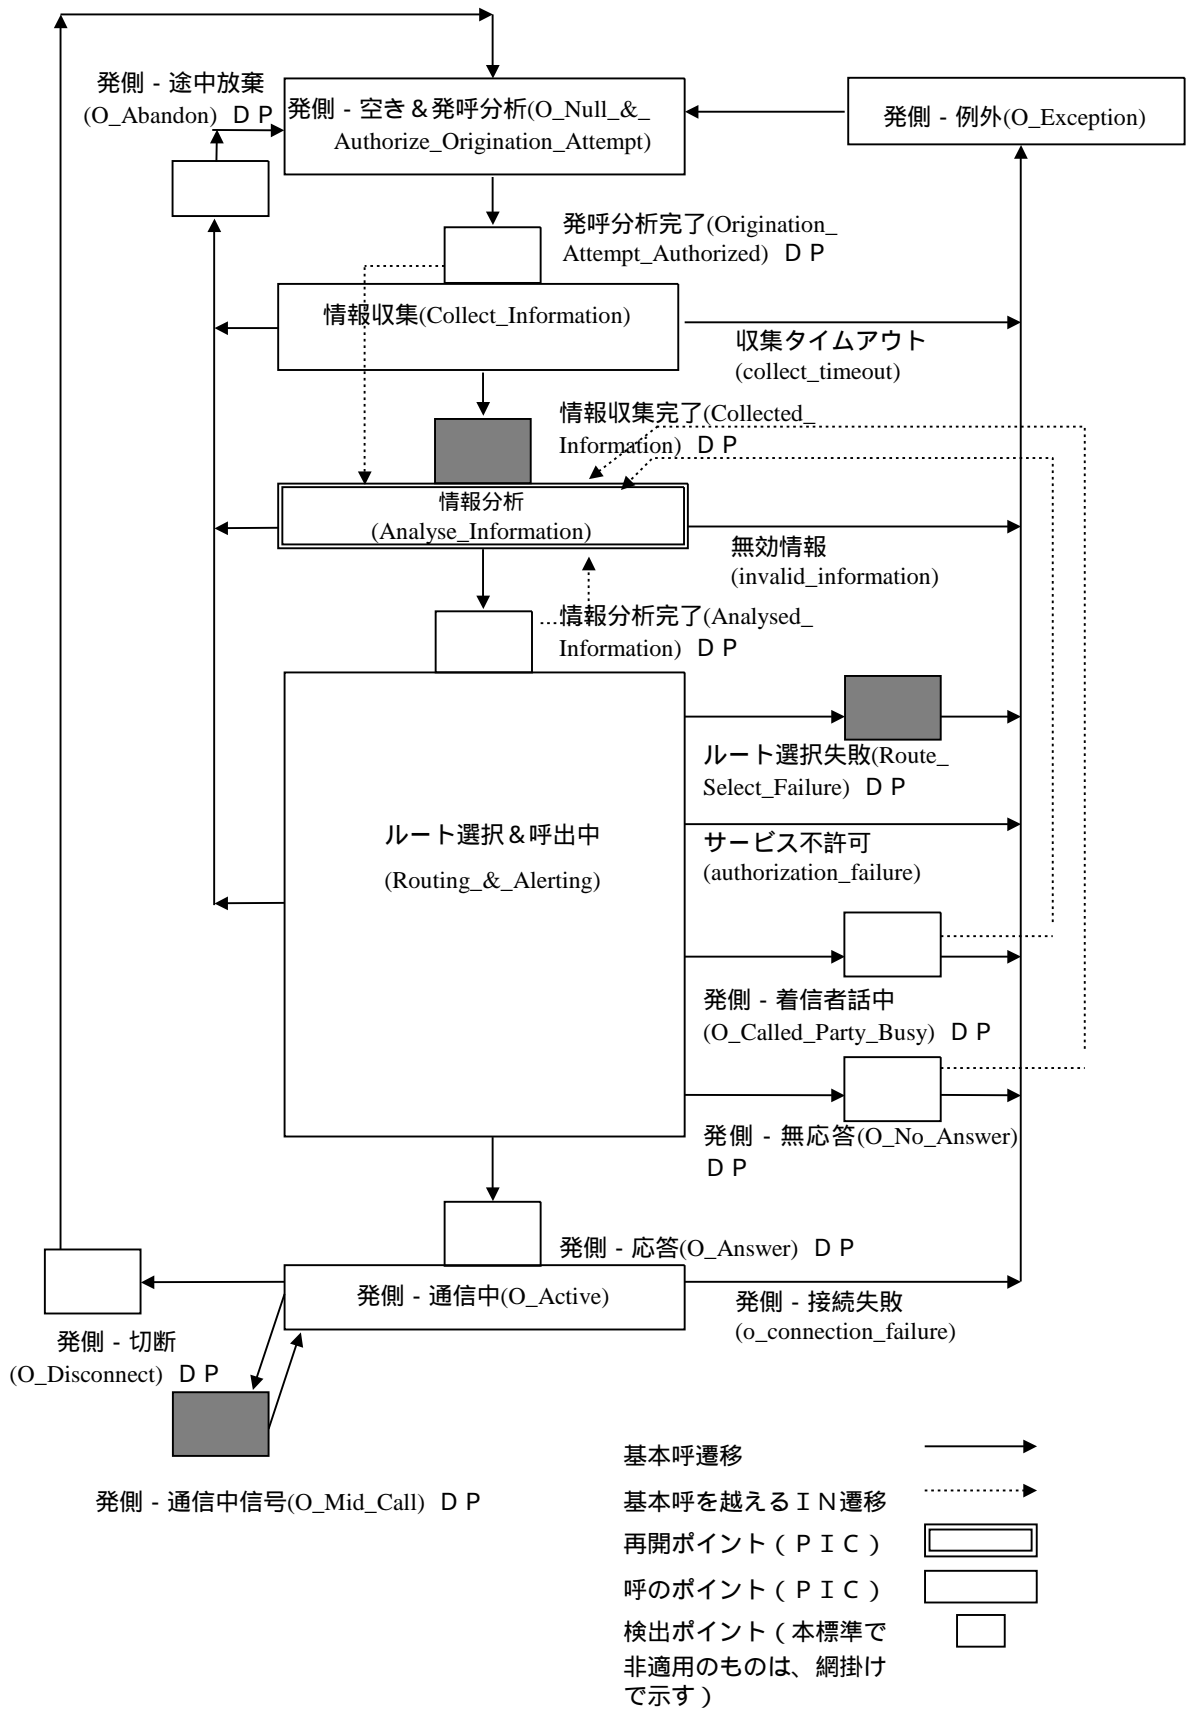 発側 - 途中放棄
(O_Abandon) ＤＰ
発側 - 空き＆発呼分析(O_Null_&_
Authorize_Origination_Attempt)
発側 - 例外(O_Exception)
発呼分析完了(Origination_
Attempt_Authorized) ＤＰ
情報収集(Collect_Information)
収集タイムアウト
(collect_timeout)
情報収集完了(Collected_
Information) ＤＰ
情報分析
(Analyse_Information)
無効情報
(invalid_information)
情報分析完了(Analysed_
Information) ＤＰ
ルート選択失敗(Route_
Select_Failure) ＤＰ
ルート選択＆呼出中
(Routing_&_Alerting)
サービス不許可
(authorization_failure)
発側 - 着信者話中
(O_Called_Party_Busy) ＤＰ
発側 - 無応答(O_No_Answer)
ＤＰ
発側 - 応答(O_Answer) ＤＰ
発側 - 通信中(O_Active)
発側 - 接続失敗
(o_connection_failure)
発側 - 切断
(O_Disconnect) ＤＰ
発側 - 通信中信号(O_Mid_Call) ＤＰ
基本呼遷移
基本呼を越えるＩＮ遷移
再開ポイント（ＰＩＣ）
呼のポイント（ＰＩＣ）
検出ポイント（本標準で
非適用のものは、網掛け
で示す）